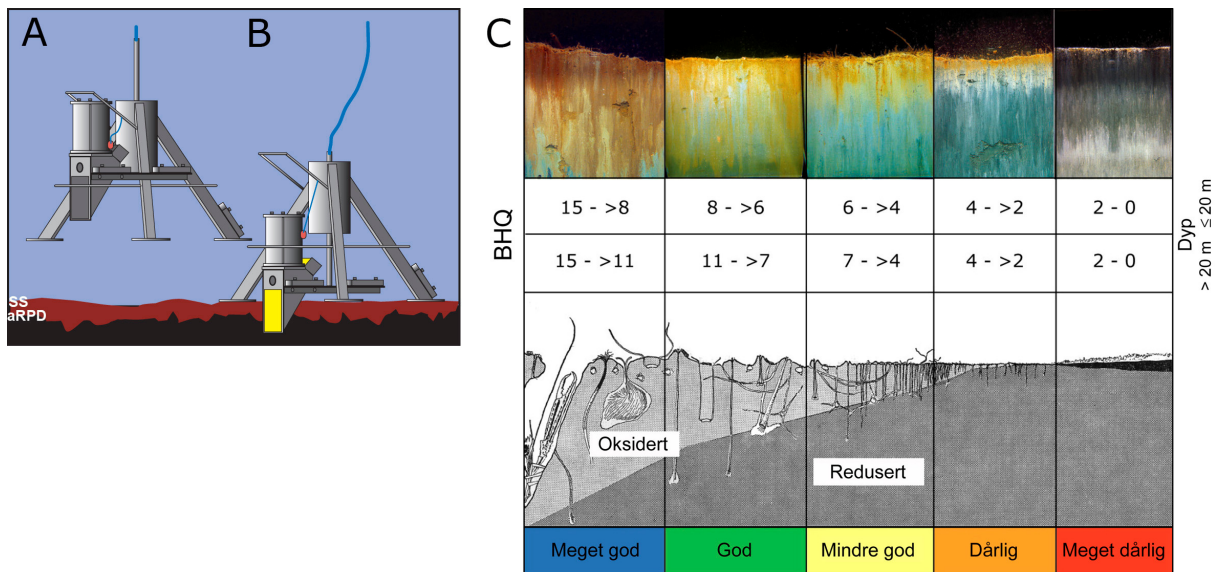 A
B
SS
aRPD
C
BHQ
15 - >8
8 - >6
6 - >4
4 - >2
2 - 0
15 - >11
11 - >7
7 - >4
4 - >2
2 - 0
Dyp
> 20 m ≤ 20 m
Oksidert
Redusert
Meget god
God
Mindre god
Dårlig
Meget dårlig